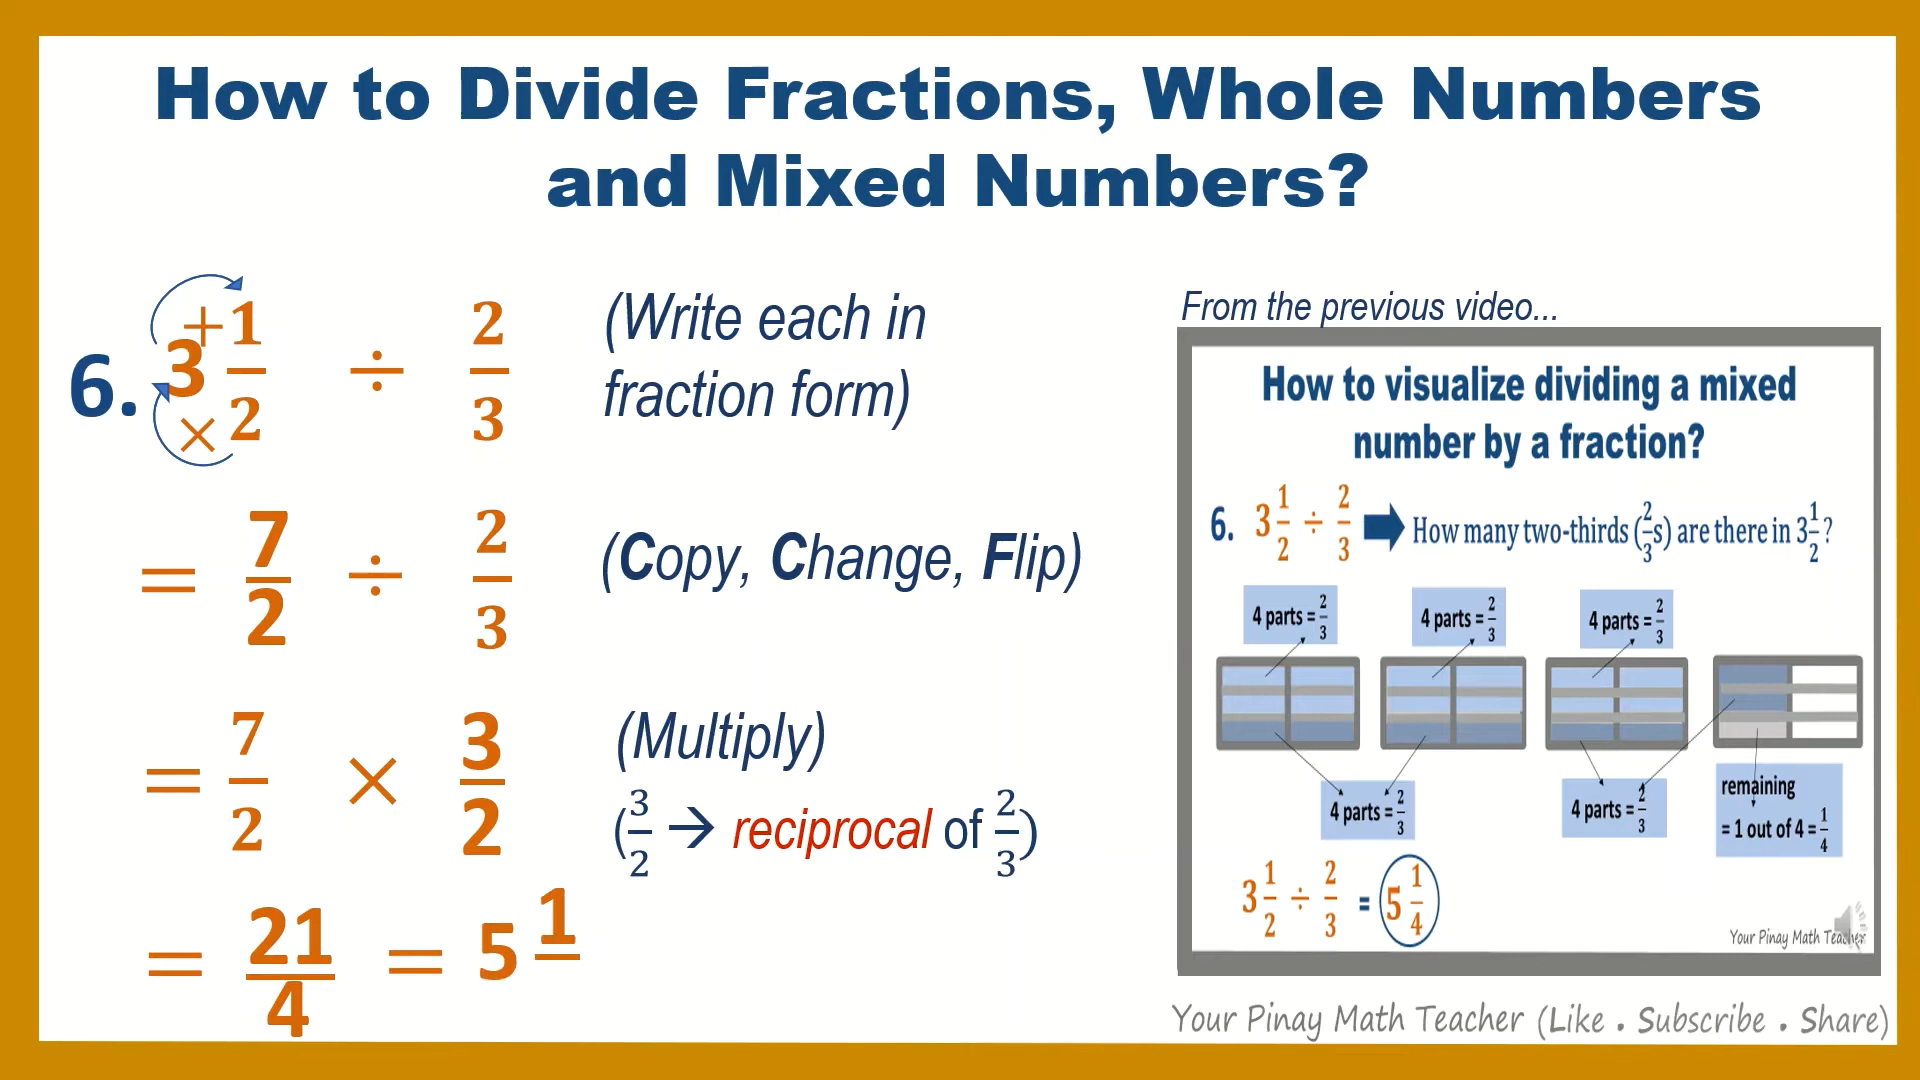 How to Divide Fractions, Whole Numbers
and Mixed Numbers?
6. 3 + 1/2 × ÷ 2/3
(Write each in
fraction form)
= 7/2 ÷ 2/3
(Copy, Change, Flip)
= 7/2 × 3/2
(Multiply)
(3/2 → reciprocal of 2/3)
= 21/4 = 5 1/
From the previous video...
How to visualize dividing a mixed
number by a fraction?
6. 3 1/2 ÷ 2/3 How many two-thirds (2/3s) are there in 3 1/2?
4 parts = 2/3
4 parts = 2/3
4 parts = 2/3
4 parts = 2/3
4 parts = 2/3
remaining
= 1 out of 4 = 1/4
3 1/2 ÷ 2/3 = 5 1/4
Your Pinay Math Teacher
Your Pinay Math Teacher (Like . Subscribe . Share)